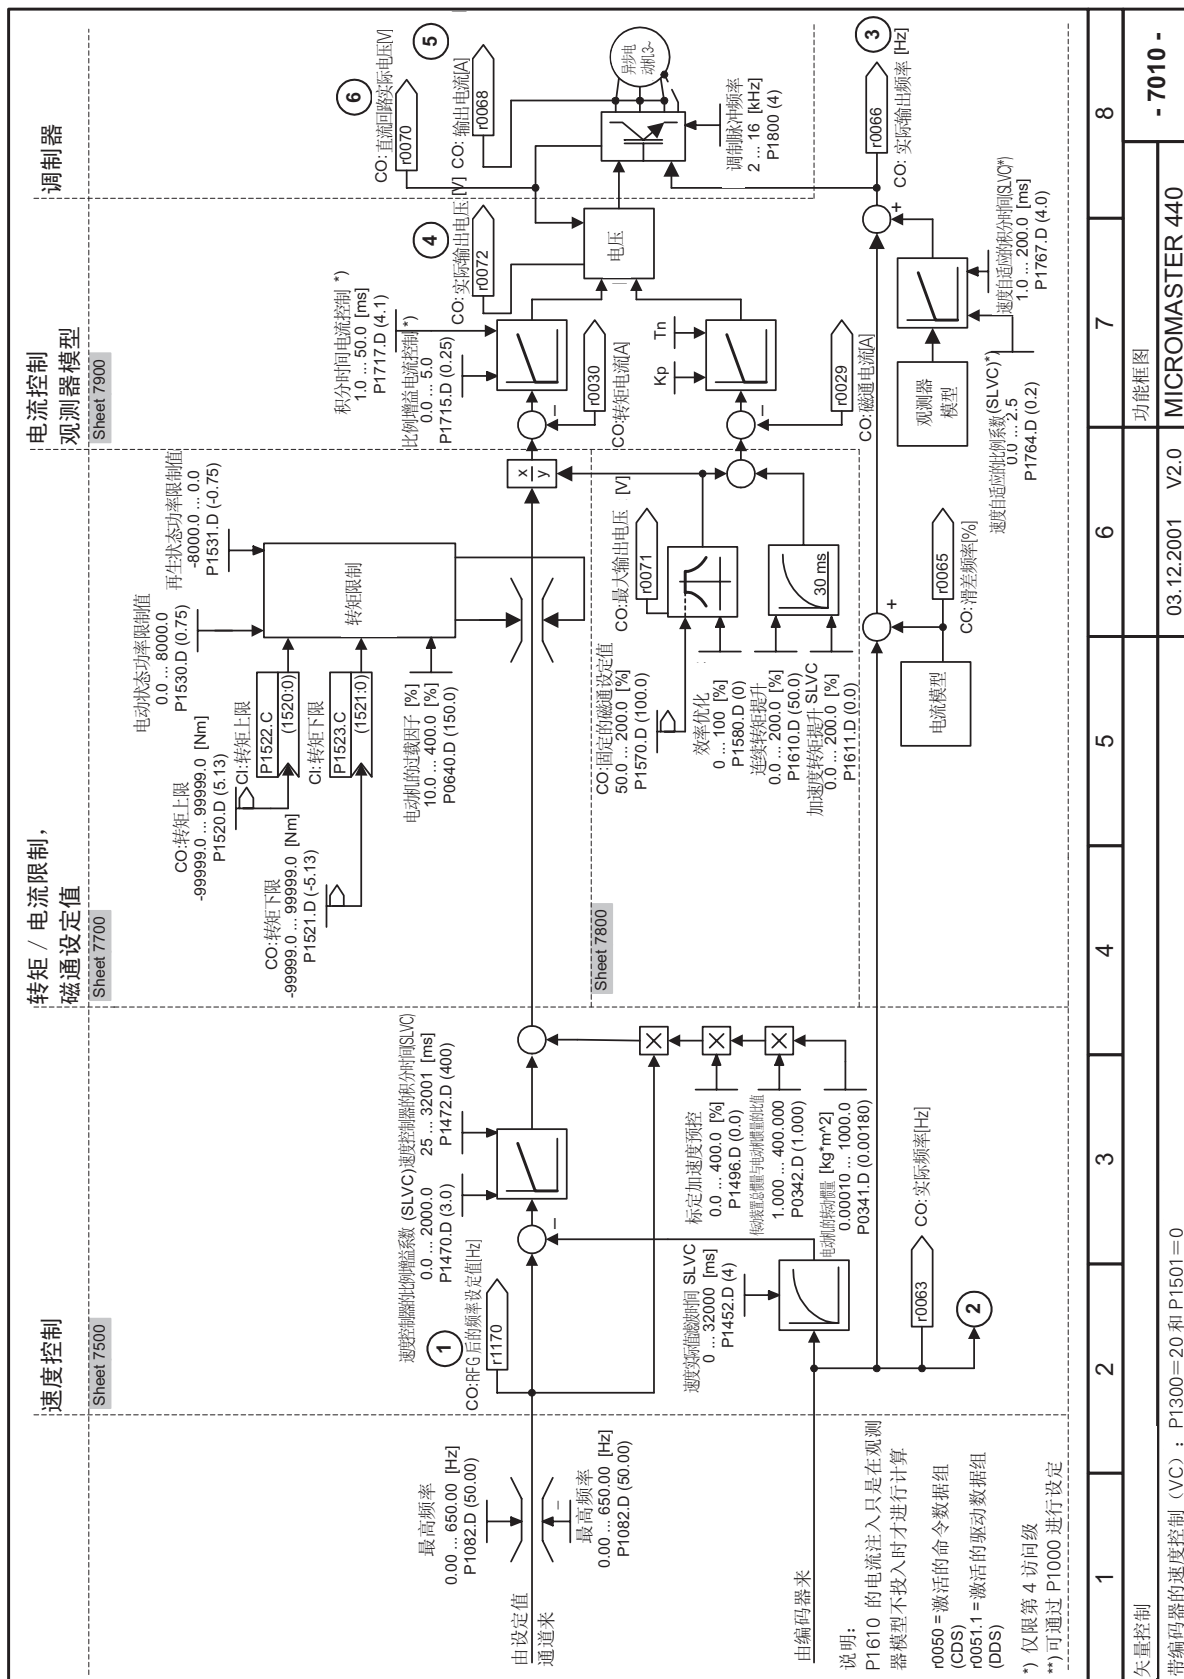 速度控制
Sheet 7500
转矩 / 电流限制，
磁通设定值
Sheet 7700
电流控制
观测器模型
Sheet 7900
调制器
由设定值
通道来
最高频率
0.00 ... 650.00 [Hz]
P1082.D (50.00)
最高频率
0.00 ... 650.00 [Hz]
P1082.D (50.00)
1
CO:RFG 后的频率设定值[Hz]
r1170
速度控制器的比例增益系数 (SLVC)
0.0 ... 2000.0
P1470.D (3.0)
速度控制器的积分时间(SLVC)
25 ... 32001 [ms]
P1472.D (400)
速度实际值滤波时间 SLVC
0 ... 32000 [ms]
P1452.D (4)
标定加速度预控
0.0 ... 400.0 [%]
P1496.D (0.0)
传动装置总惯量与电动机惯量的比值
1.000 ... 400.000
P0342.D (1.000)
电动机的转动惯量 [kg*m^2]
0.00010 ... 1000.0
P0341.D (0.00180)
由编码器来
r0063
CO: 实际频率[Hz]
2
CO:转矩上限
-99999.0 ... 99999.0 [Nm]
P1520.D (5.13)
CO:转矩下限
-99999.0 ... 99999.0 [Nm]
P1521.D (-5.13)
CI: 转矩上限
P1522.C
(1520:0)
CI: 转矩下限
P1523.C
(1521:0)
电动机的过载因子 [%]
10.0 ... 400.0 [%]
P0640.D (150.0)
电动状态功率限制值
0.0 ... 8000.0
P1530.D (0.75)
再生状态功率限制值
-8000.0 ... 0.0
P1531.D (-0.75)
转矩限制
Sheet 7800
CO:固定的磁通设定值
50.0 ... 200.0 [%]
P1570.D (100.0)
效率优化
0 ... 100 [%]
P1580.D (0)
连续转矩提升
0.0 ... 200.0 [%]
P1610.D (50.0)
加速度转矩提升 SLVC
0.0 ... 200.0 [%]
P1611.D (0.0)
CO:最大输出电压 [V]
r0071
30 ms
x
y
电流模型
r0065
CO: 滑差频率[%]
+
积分时间电流控制 *)
1.0 ... 50.0 [ms]
P1717.D (4.1)
比例增益电流控制*)
0.0 ... 5.0
P1715.D (0.25)
r0030
CO:转矩电流[A]
Kp
Tn
r0029
CO:磁通电流[A]
观测器
模型
速度自适应的比例系数(SLVC)*)
0.0 ... 2.5
P1764.D (0.2)
速度自适应的积分时间(SLVC)*)
1.0 ... 200.0 [ms]
P1767.D (4.0)
4
CO: 实际输出电压 [V]
r0072
电压
6
CO: 直流回路实际电压[V]
r0070
5
CO: 输出电流[A]
r0068
异步电
动机3~
调制脉冲频率
2 ... 16 [kHz]
P1800 (4)
3
r0066
CO: 实际输出频率 [Hz]
+
说明：
P1610 的电流注入只是在观测
器模型不投入时才进行计算
r0050 = 激活的命令数据组
(CDS)
r0051.1 = 激活的驱动数据组
(DDS)
*) 仅限第 4 访问级
**)可通过 P1000 进行设定
1 2 3 4 5 6 7 8
矢量控制
带编码器的速度控制（VC）：P1300=20 和 P1501=0
03.12.2001 V2.0
功能框图
MICROMASTER 440
- 7010 -